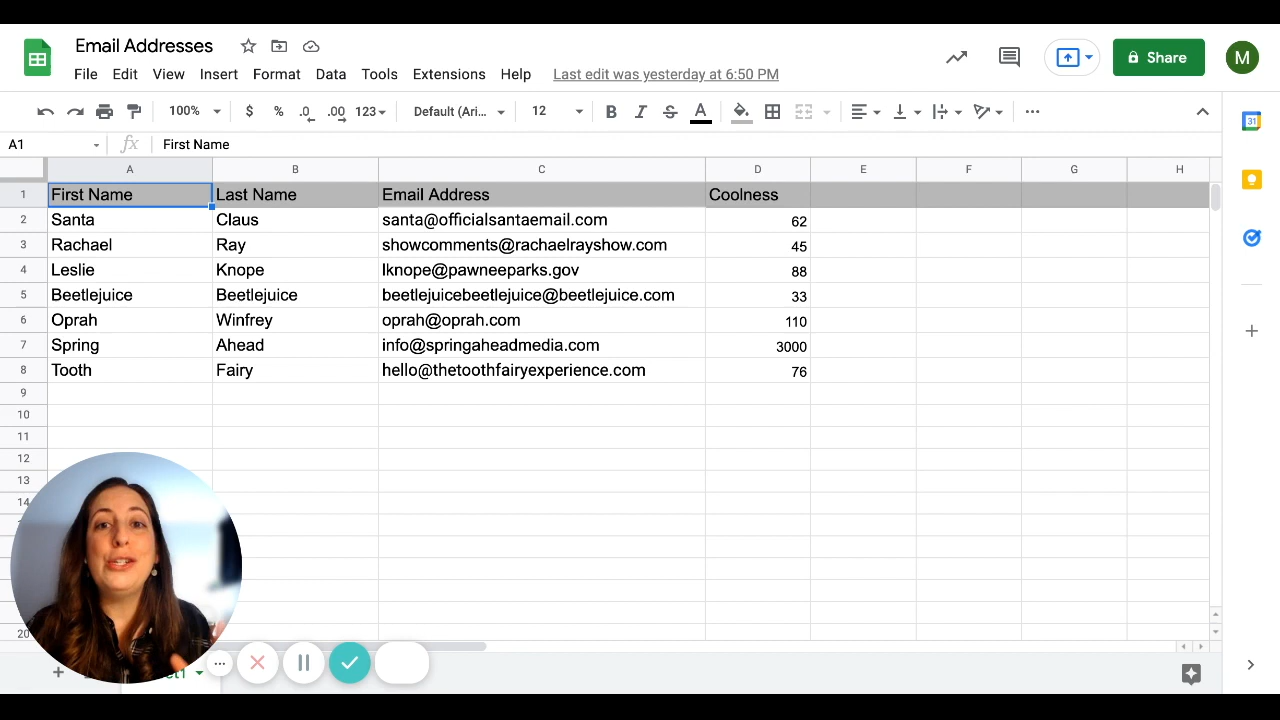 Email Addresses
File Edit View Insert Format Data Tools Extensions Help Last edit was yesterday at 6:50 PM
Share
M
100% $ % .0 .00 123 Default (Ari... 12 B I S A
A1 fx First Name
A B C D E F G H
1 First Name Last Name Email Address Coolness
2 Santa Claus santa@officialsantaemail.com 62
3 Rachael Ray showcomments@rachaelrayshow.com 45
4 Leslie Knope lknope@pawneeparks.gov 88
5 Beetlejuice Beetlejuice beetlejuicebeetlejuice@beetlejuice.com 33
6 Oprah Winfrey oprah@oprah.com 110
7 Spring Ahead info@springaheadmedia.com 3000
8 Tooth Fairy hello@thetoothfairyexperience.com 76
9
10
11
12
13
14
20
31